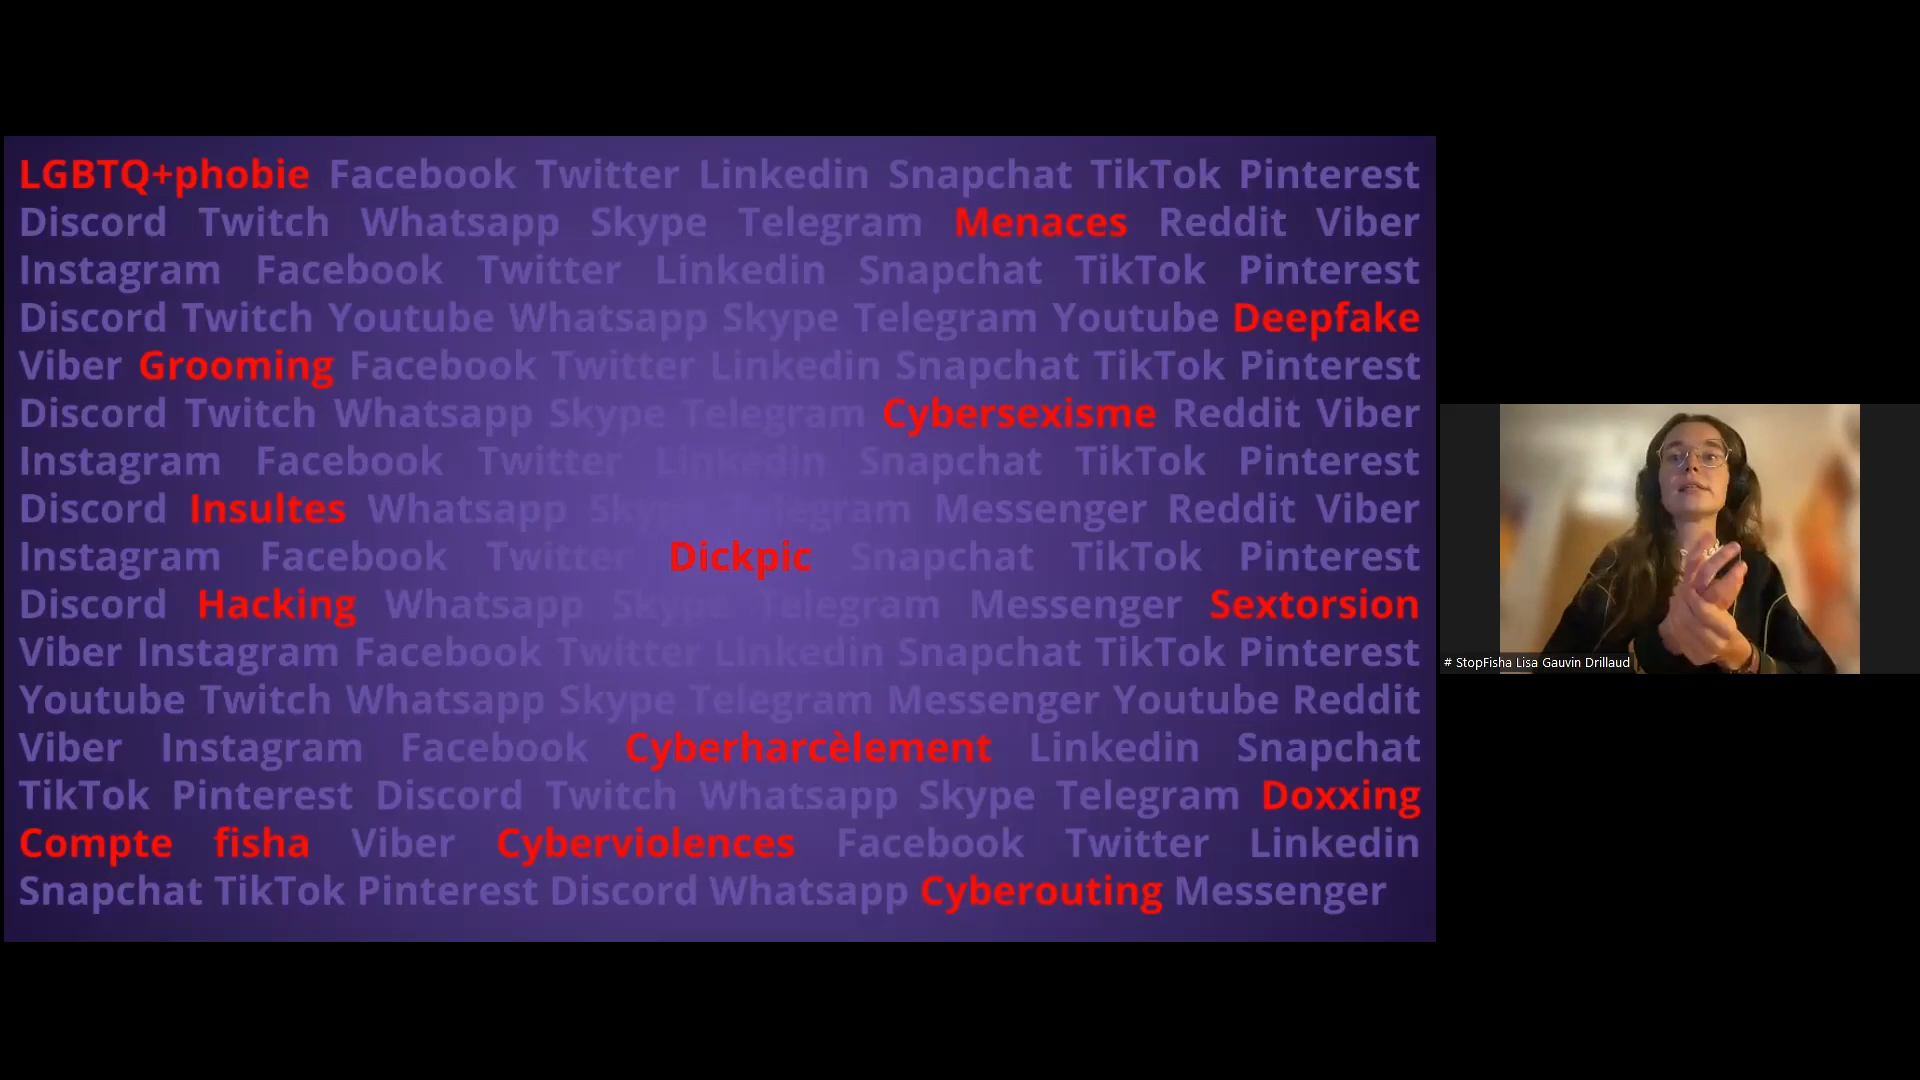 LGBTQ+phobie Facebook Twitter Linkedin Snapchat TikTok Pinterest
Discord Twitch Whatsapp Skype Telegram Menaces Reddit Viber
Instagram Facebook Twitter Linkedin Snapchat TikTok Pinterest
Discord Twitch Youtube Whatsapp Skype Telegram Youtube Deepfake
Viber Grooming Facebook Twitter Linkedin Snapchat TikTok Pinterest
Discord Twitch Whatsapp Skype Telegram Cybersexisme Reddit Viber
Instagram Facebook Twitter Linkedin Snapchat TikTok Pinterest
Discord Insultes Whatsapp Skype Telegram Messenger Reddit Viber
Instagram Facebook Twitter Dickpic Snapchat TikTok Pinterest
Discord Hacking Whatsapp Skype Telegram Messenger Sextorsion
Viber Instagram Facebook Twitter Linkedin Snapchat TikTok Pinterest
Youtube Twitch Whatsapp Skype Telegram Messenger Youtube Reddit
Viber Instagram Facebook Cyberharcèlement Linkedin Snapchat
TikTok Pinterest Discord Twitch Whatsapp Skype Telegram Doxxing
Compte fisha Viber Cyberviolences Facebook Twitter Linkedin
Snapchat TikTok Pinterest Discord Whatsapp Cyberouting Messenger
# StopFisha Lisa Gauvin Drillaud